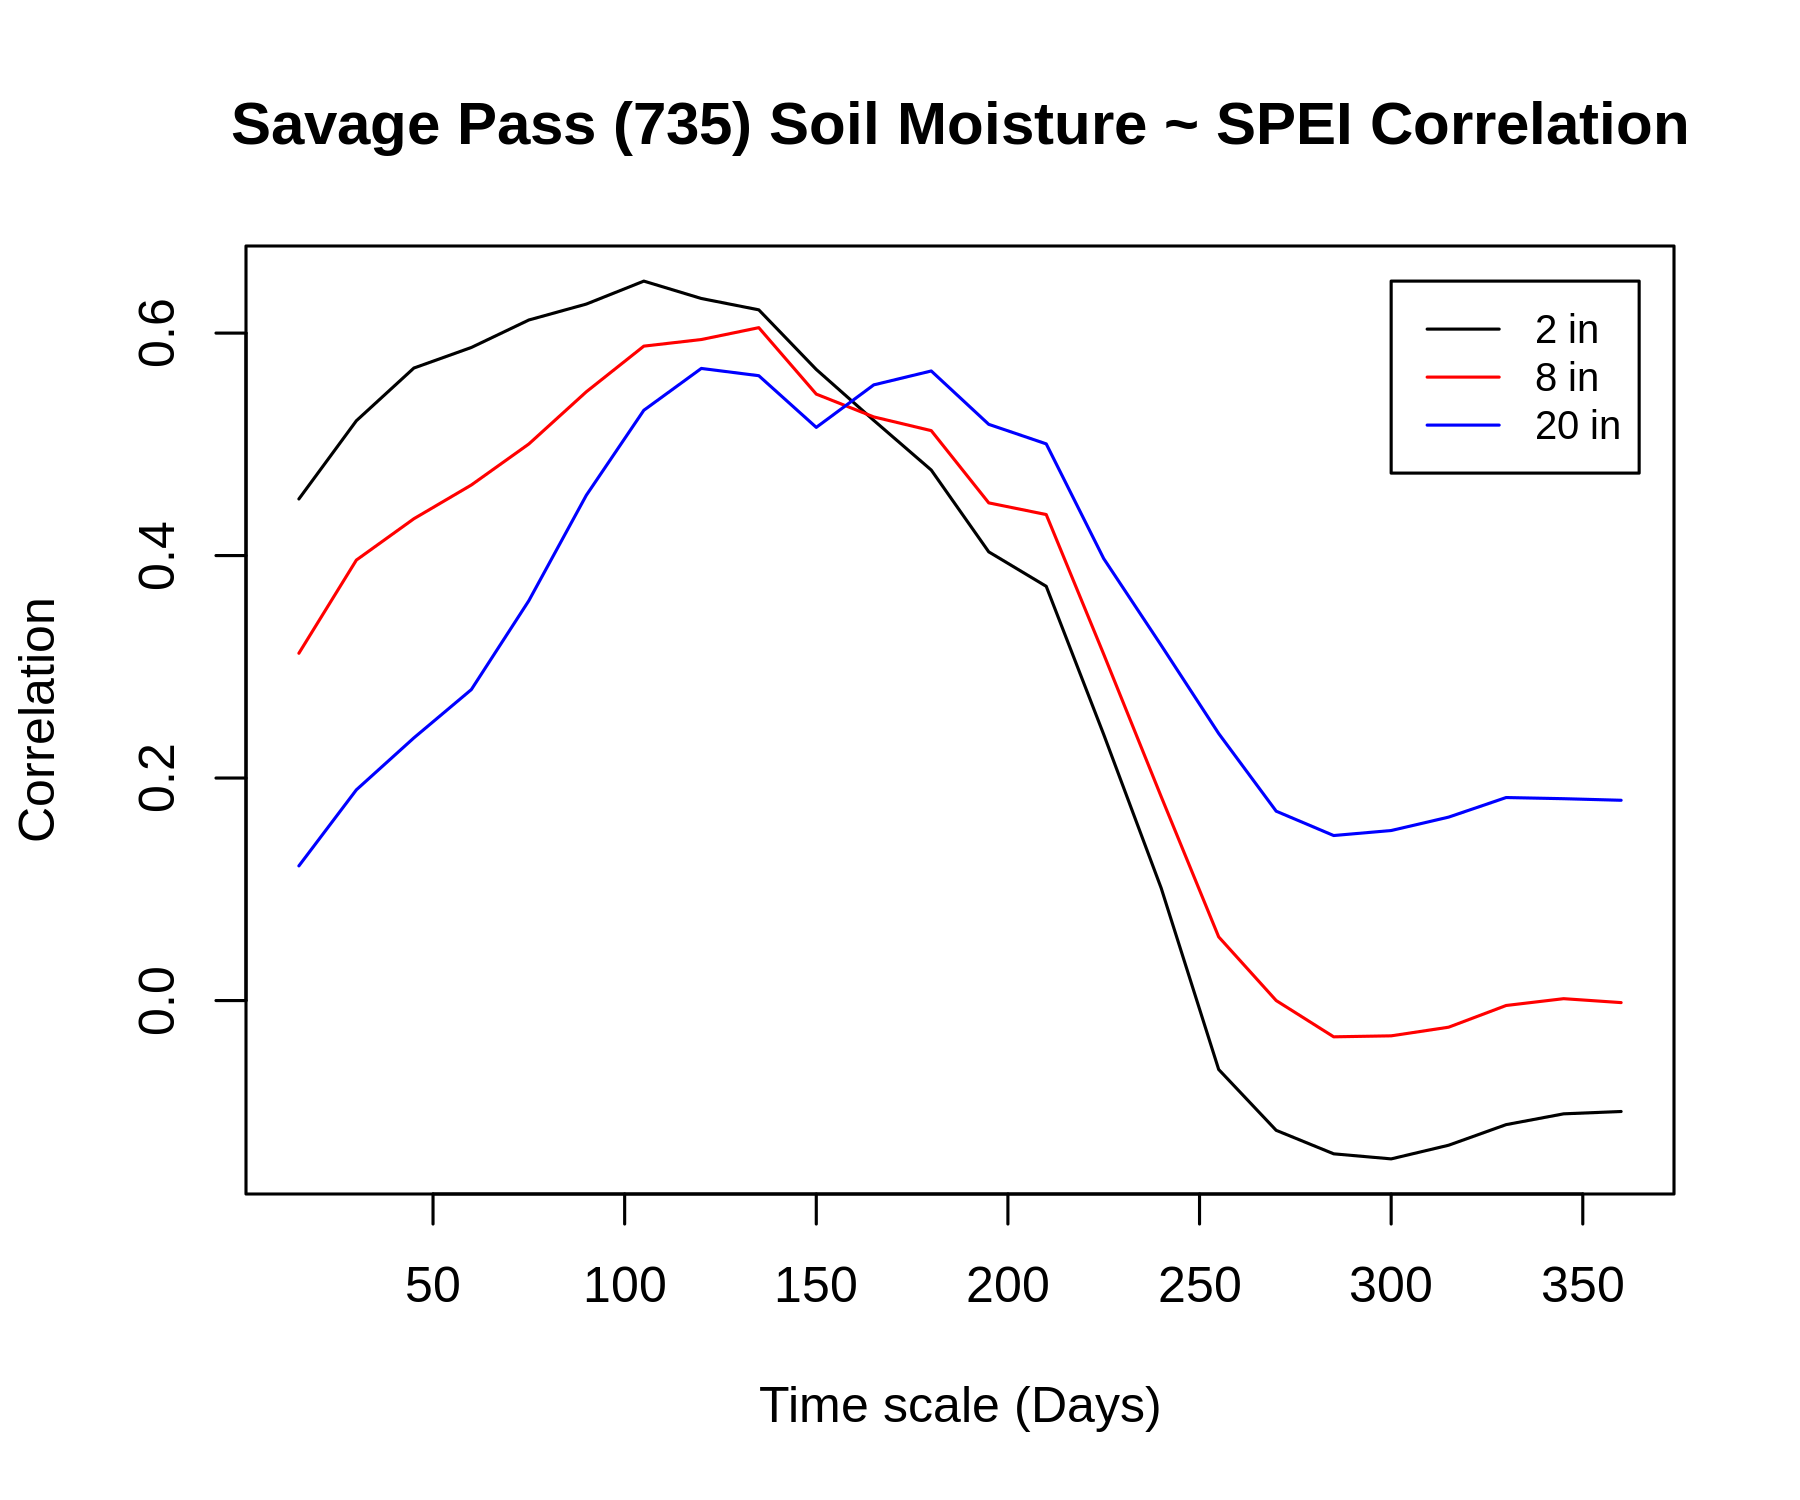 Savage Pass (735) Soil Moisture ~ SPEI Correlation
2 in
8 in
20 in
Correlation
0.6
0.4
0.2
0.0
50 100 150 200 250 300 350
Time scale (Days)